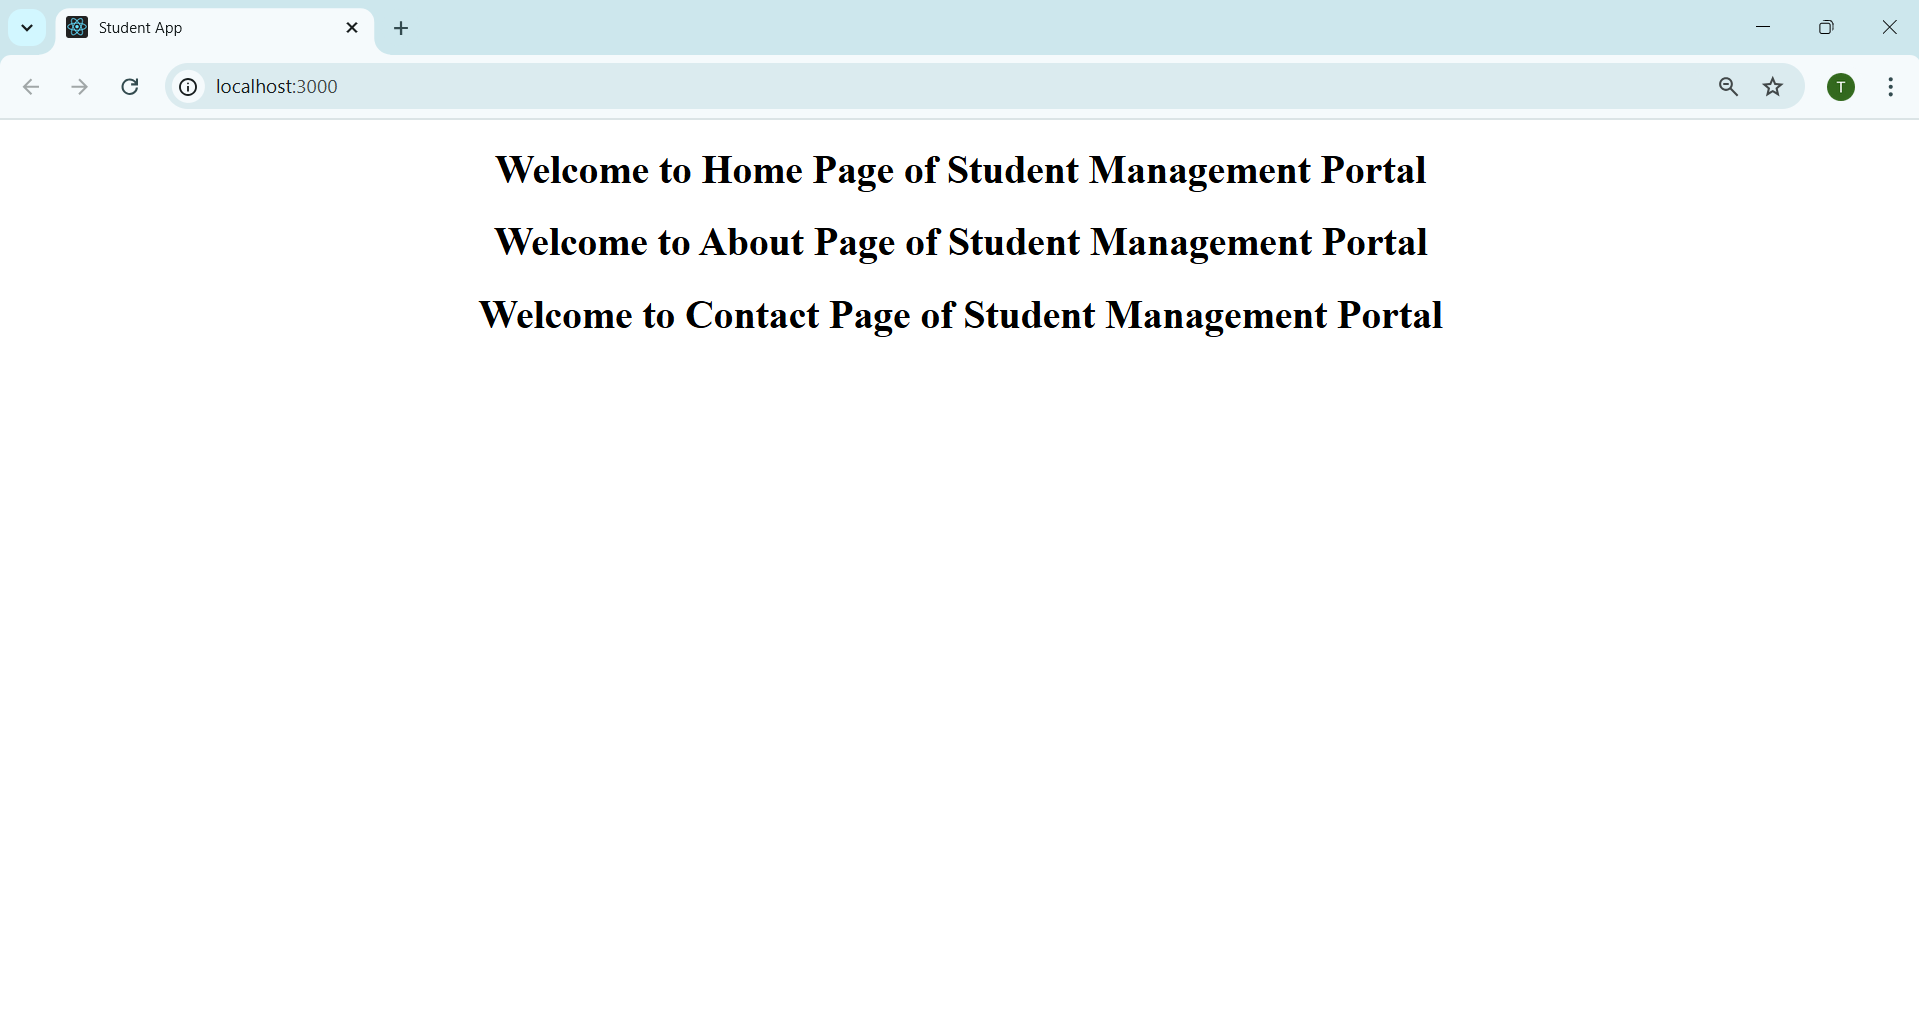 Student App
localhost:3000
T
Welcome to Home Page of Student Management Portal
Welcome to About Page of Student Management Portal
Welcome to Contact Page of Student Management Portal